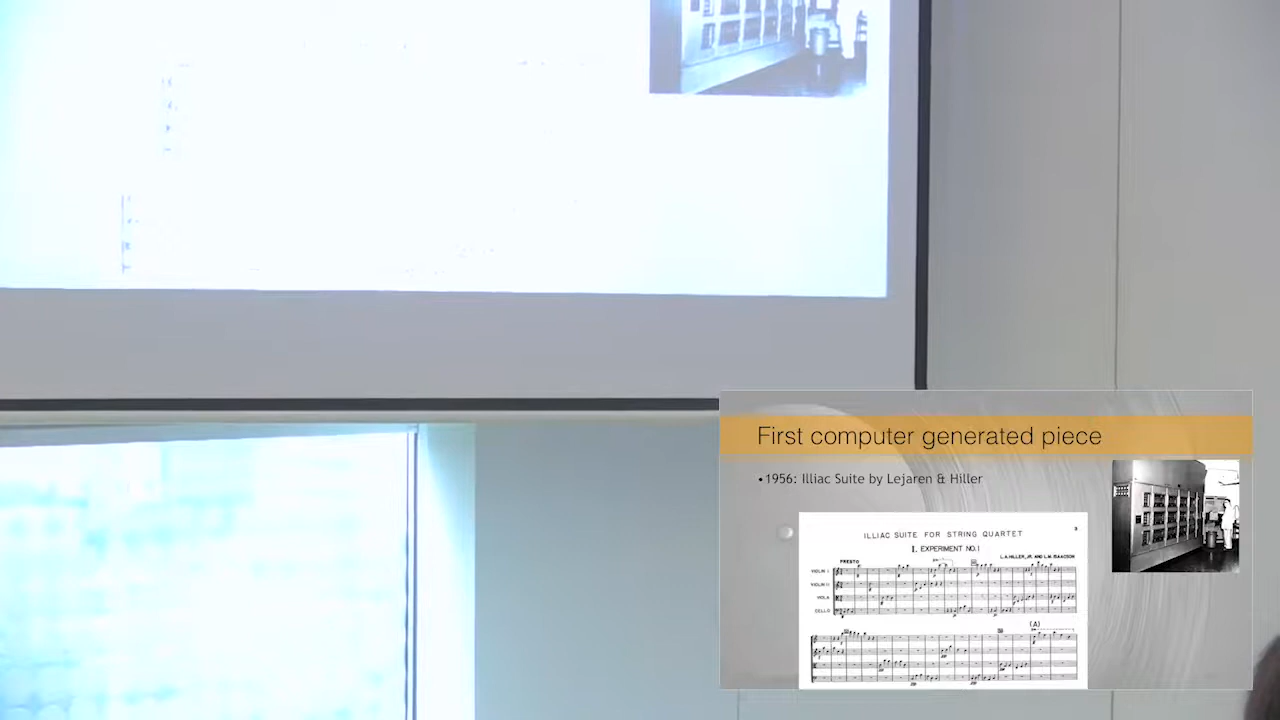 First computer generated piece
•1956: Illiac Suite by Lejaren & Hiller
3
ILLIAC SUITE FOR STRING QUARTET
I. EXPERIMENT NO.1
L.A. HILLER, JR. AND L.M. ISAACSON
PRESTO
VIOLIN I
VIOLIN II
VIOLA
CELLO
(A)